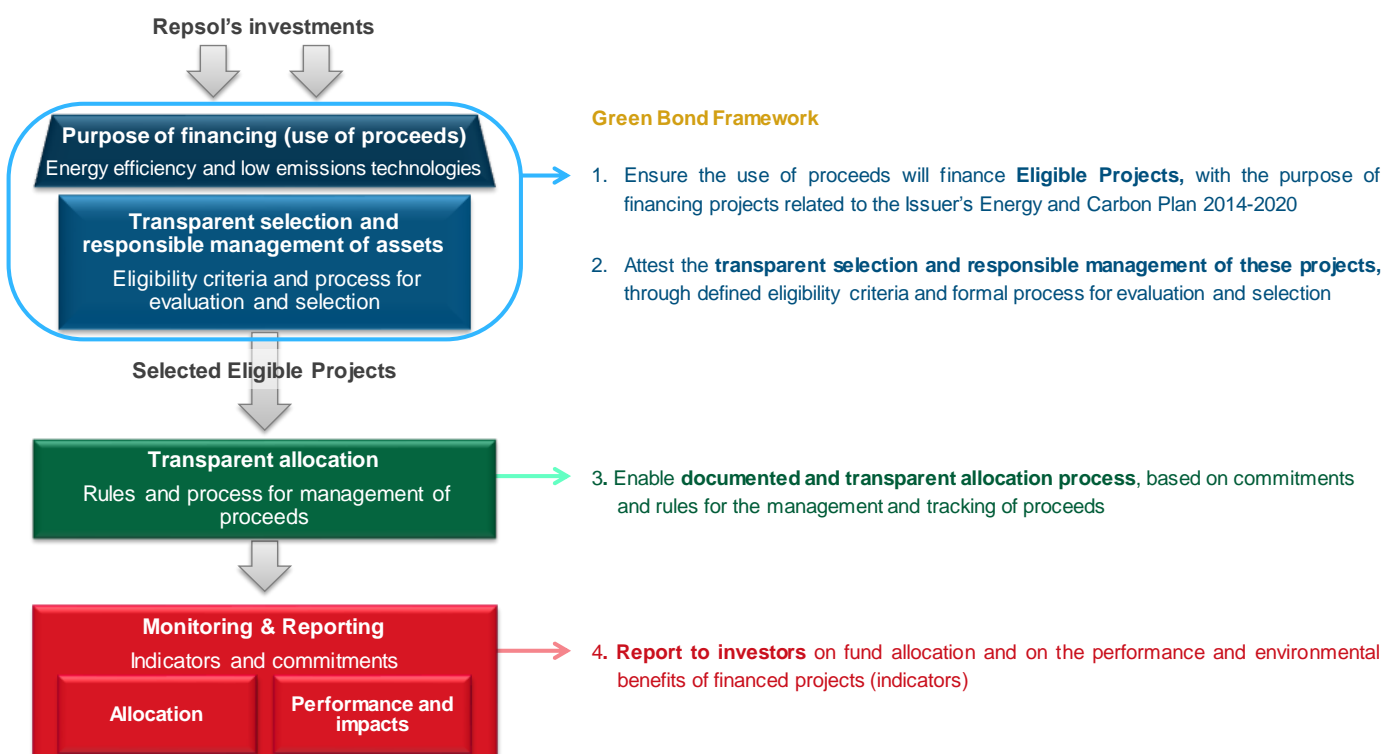 Repsol's investments
Purpose of financing (use of proceeds)
Energy efficiency and low emissions technologies
Transparent selection and
responsible management of assets
Eligibility criteria and process for
evaluation and selection
Selected Eligible Projects
Transparent allocation
Rules and process for management of
proceeds
Monitoring & Reporting
Indicators and commitments
Allocation
Performance and
impacts
Green Bond Framework
1. Ensure the use of proceeds will finance Eligible Projects, with the purpose of
financing projects related to the Issuer's Energy and Carbon Plan 2014-2020
2. Attest the transparent selection and responsible management of these projects,
through defined eligibility criteria and formal process for evaluation and selection
3. Enable documented and transparent allocation process, based on commitments
and rules for the management and tracking of proceeds
4. Report to investors on fund allocation and on the performance and environmental
benefits of financed projects (indicators)